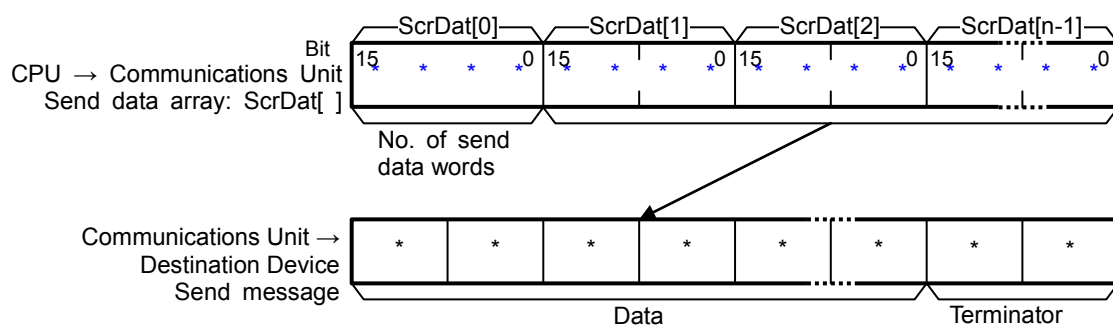 ScrDat[0] ScrDat[1] ScrDat[2] ScrDat[n-1]
Bit 15 0 15 0 15 0 15 0
CPU → Communications Unit * * * * * * * * * * * * * * * *
Send data array: ScrDat[ ]
No. of send
data words
Communications Unit → * * * * * * * *
Destination Device
Send message
Data Terminator